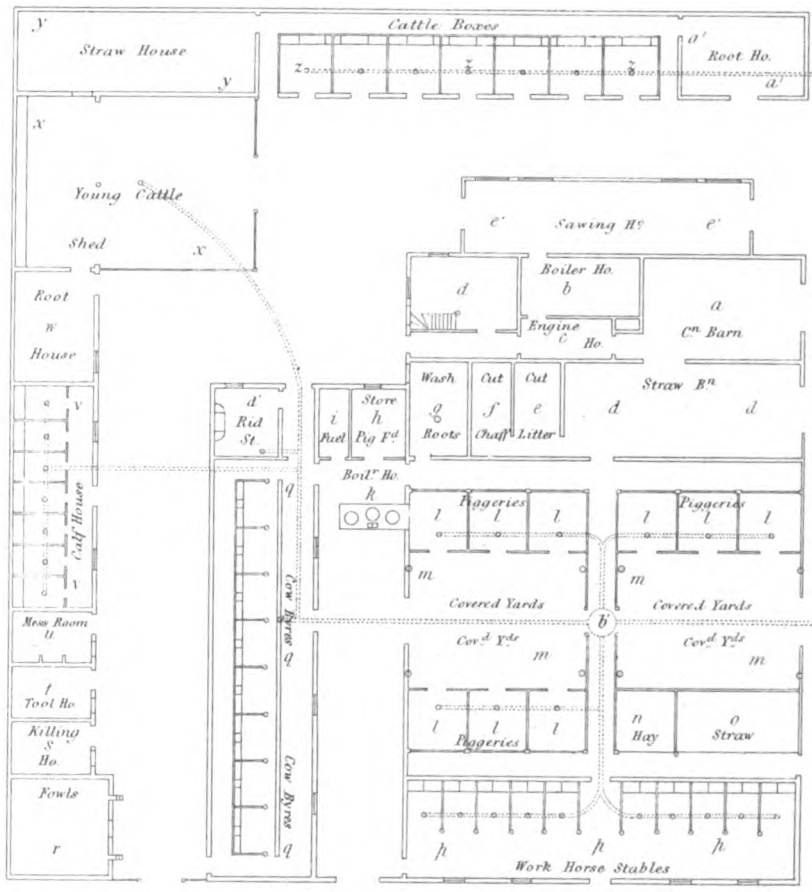 Cattle Boxes
y
Straw House
y
z
z
z
a'
Root Ho.
a'
x
Young Cattle
Shed
x
e'
Sawing Ho.
e'
Root
W
House
d
Boiler Ho.
b
Engine
c
Ho.
a
Cn Barn
Wash
g
Roots
Cut
f
Chaff
Cut
e
Litter
Straw Bn
d
d
d'
Rid
St.
i
Fuel
Store
h
Pig Fd
Boilr Ho.
k
V
Calf House
V
q
Cow Byres
q
Cow Byres
q
Piggeries
l
l
l
Piggeries
l
l
l
m
Covered Yards
m
Covered Yards
b'
Covd Yds
m
Covd Yds
m
l
l
l
Piggeries
n
Hay
o
Straw
Mess Room
u
t
Tool Ho.
Killing
S
Ho.
Fowls
r
p
p
p
Work Horse Stables